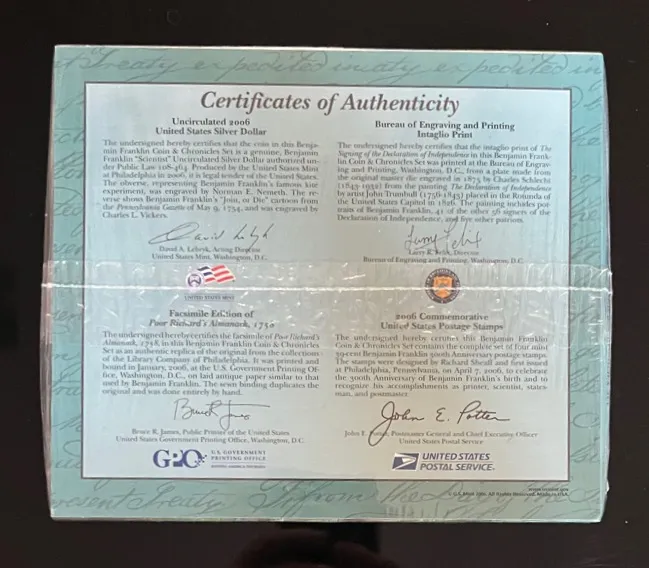 Certificates of Authenticity
Uncirculated 2006
United States Silver Dollar
The undersigned hereby certifies that the coin in this Benja-
min Franklin Coin & Chronicles Set is a genuine, Benjamin
Franklin "Scientist" Uncirculated Silver Dollar authorized un-
der Public Law 108-464. Produced by the United States Mint
at Philadelphia in 2006, it is legal tender of the United States.
The obverse, representing Benjamin Franklin's famous kite
experiment, was engraved by Norman E. Nemeth. The re-
verse shows Benjamin Franklin's "Join, or Die" cartoon from
the Pennsylvania Gazette of May 9, 1754, and was engraved by
Charles L. Vickers.
David A. Lebryk, Acting Director
United States Mint, Washington, D.C.
UNITED STATES MINT
Bureau of Engraving and Printing
Intaglio Print
The undersigned hereby certifies that the intaglio print of The
Signing of the Declaration of Independence in this Benjamin Frank-
lin Coin & Chronicles Set was printed at the Bureau of Engrav-
ing and Printing, Washington, D.C., from a plate made from
the original master die engraved in 1873 by Charles Schlecht
(1843-1932) from the painting The Declaration of Independence
by artist John Trumbull (1756-1843) placed in the Rotunda of
the United States Capitol in 1826. The painting includes por-
traits of Benjamin Franklin, 41 of the other 56 signers of the
Declaration of Independence, and five other patriots.
Larry R. Felix, Director
Bureau of Engraving and Printing, Washington, D.C.
Facsimile Edition of
Poor Richard's Almanack, 1750
The undersigned hereby certifies the facsimile of Poor Richard's
Almanack, 1758, in this Benjamin Franklin Coin & Chronicles
Set as an authentic replica of the original from the collections
of the Library Company of Philadelphia. It was printed and
bound in January, 2006, at the U.S. Government Printing Of-
fice, Washington, D.C., on laid antique paper similar to that
used by Benjamin Franklin. The sewn binding duplicates the
original and was done entirely by hand.
Bruce R. James, Public Printer of the United States
United States Government Printing Office, Washington, D.C.
GPO
U.S. GOVERNMENT
PRINTING OFFICE
KEEPING AMERICA INFORMED
2006 Commemorative
United States Postage Stamps
The undersigned hereby certifies this Benjamin Franklin
Coin & Chronicles Set contains the complete set of four mint
39-cent Benjamin Franklin 300th Anniversary postage stamps.
The stamps were designed by Richard Sheaff and first issued
at Philadelphia, Pennsylvania, on April 7, 2006, to celebrate
the 300th Anniversary of Benjamin Franklin's birth and to
recognize his accomplishments as printer, scientist, states-
man, and postmaster.
John E. Potter
John E. Potter, Postmaster General and Chief Executive Officer
United States Postal Service
UNITED STATES
POSTAL SERVICE®